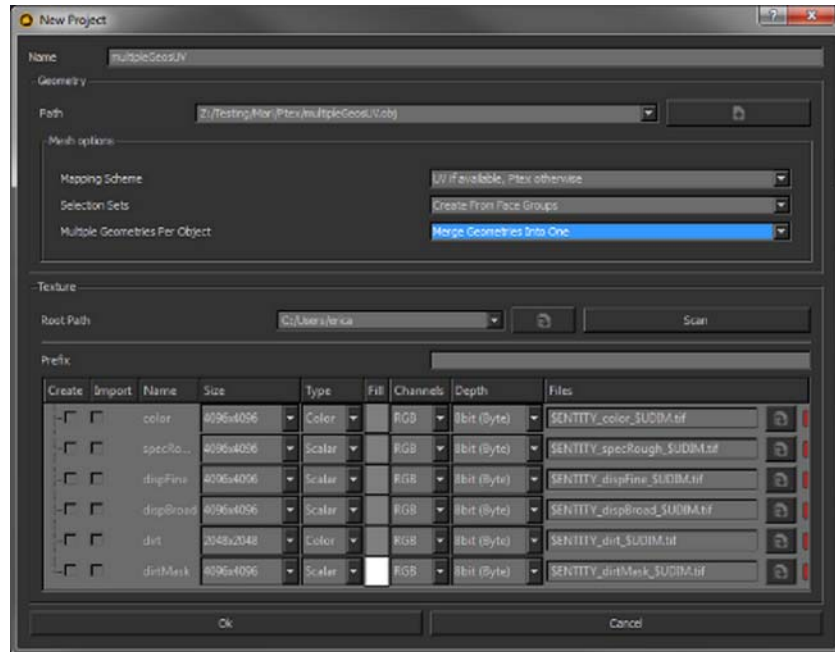 New Project
Name multipleGeosUV
Geometry
Path Z:/Testing/Mari/Ptex/multipleGeosUV.obj
Mesh options
Mapping Scheme UV if available, Ptex otherwise
Selection Sets Create From Face Groups
Multiple Geometries Per Object Merge Geometries Into One
Texture
Root Path C:/Users/erica Scan
Prefix
Create Import Name Size Type Fill Channels Depth Files
color 4096x4096 Color RGB 8bit (Byte) $ENTITY_color_$UDIM.tif
specRo... 4096x4096 Scalar RGB 8bit (Byte) $ENTITY_specRough_$UDIM.tif
dispFine 4096x4096 Scalar RGB 8bit (Byte) $ENTITY_dispFine_$UDIM.tif
dispBroad 4096x4096 Scalar RGB 8bit (Byte) $ENTITY_dispBroad_$UDIM.tif
dirt 2048x2048 Color RGB 8bit (Byte) $ENTITY_dirt_$UDIM.tif
dirtMask 4096x4096 Scalar RGB 8bit (Byte) $ENTITY_dirtMask_$UDIM.tif
Ok Cancel